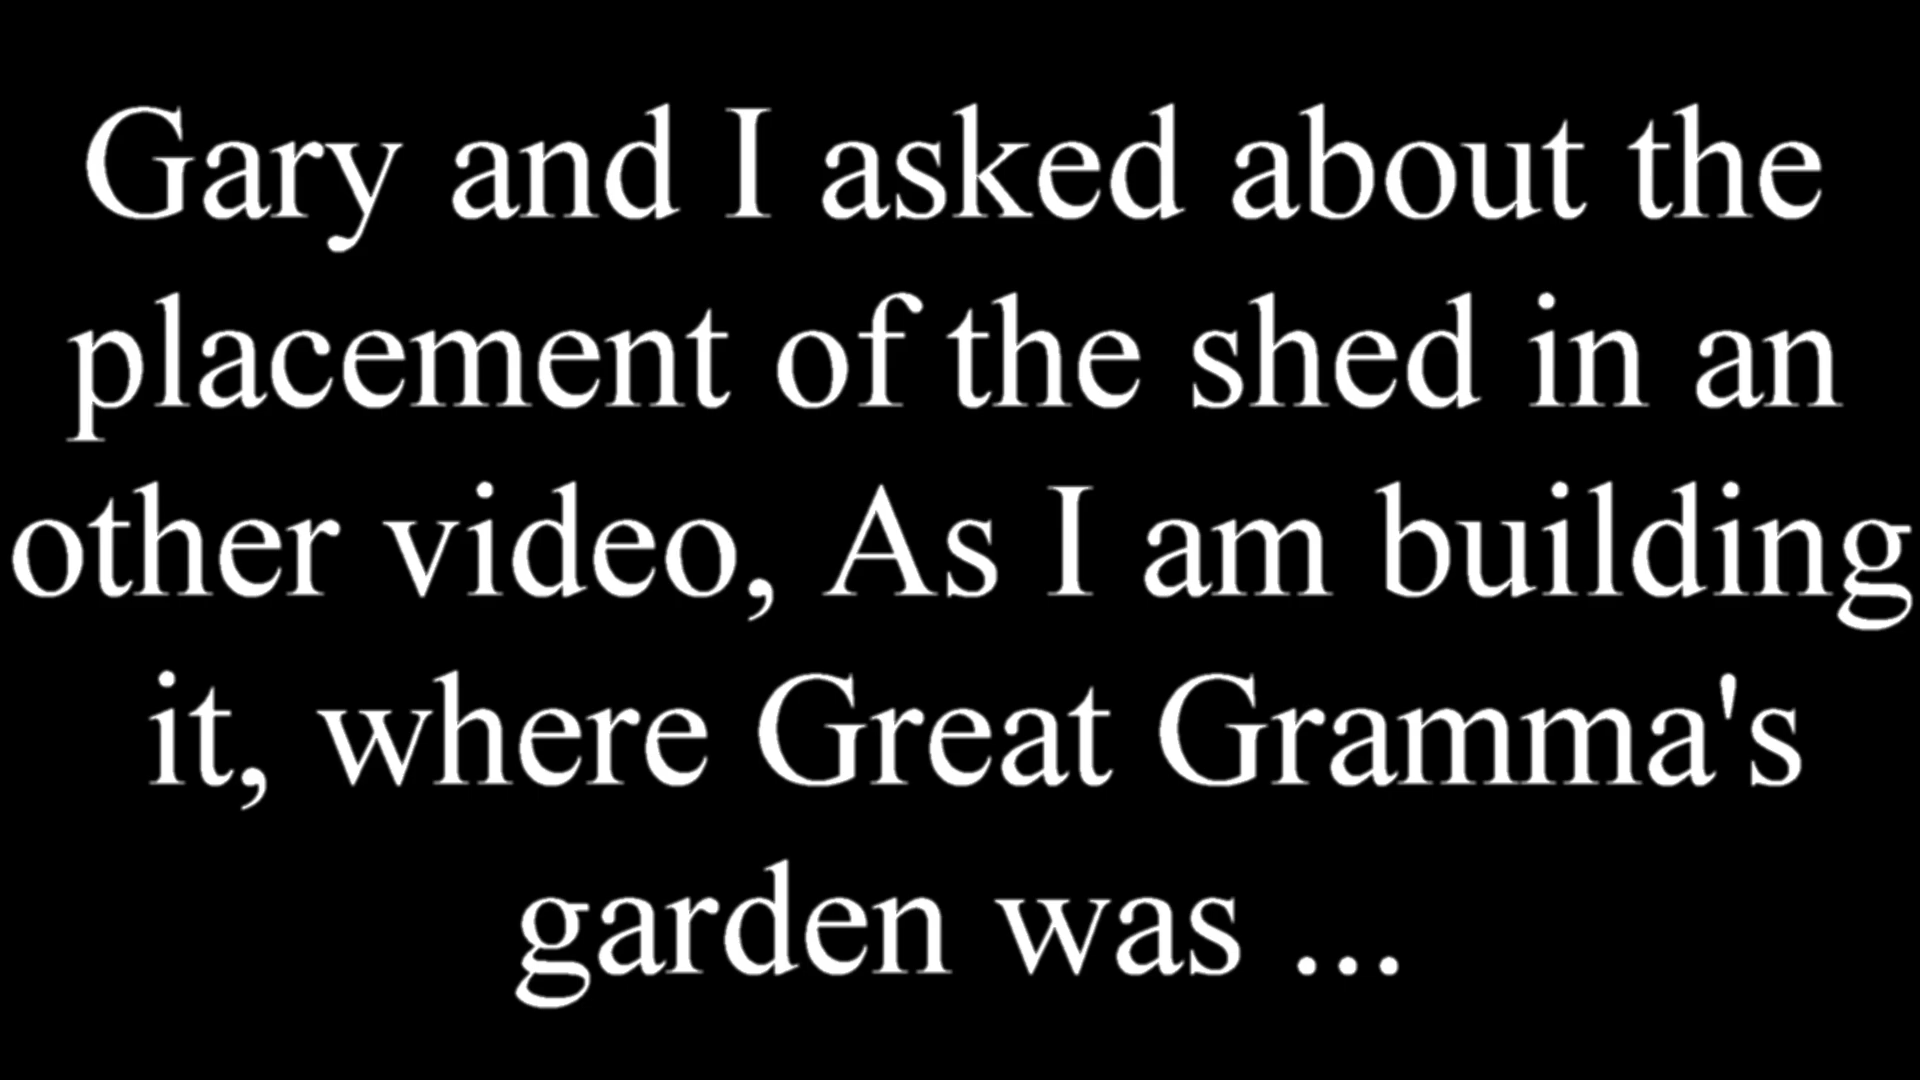 Gary and I asked about the
placement of the shed in an
other video, As I am building
it, where Great Gramma's
garden was ...